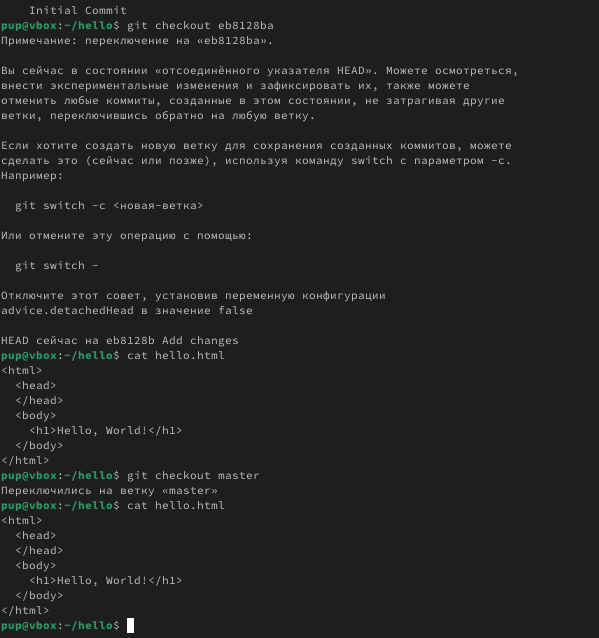 Initial Commit
pup@vbox:~/hello$ git checkout eb8128ba
Примечание: переключение на «eb8128ba».
Вы сейчас в состоянии «отсоединённого указателя HEAD». Можете осмотреться,
внести экспериментальные изменения и зафиксировать их, также можете
отменить любые коммиты, созданные в этом состоянии, не затрагивая другие
ветки, переключившись обратно на любую ветку.
Если хотите создать новую ветку для сохранения созданных коммитов, можете
сделать это (сейчас или позже), используя команду switch с параметром -c.
Например:
git switch -c <новая-ветка>
Или отмените эту операцию с помощью:
git switch -
Отключите этот совет, установив переменную конфигурации
advice.detachedHead в значение false
HEAD сейчас на eb8128b Add changes
pup@vbox:~/hello$ cat hello.html
<html>
  <head>
  </head>
  <body>
    <h1>Hello, World!</h1>
  </body>
</html>
pup@vbox:~/hello$ git checkout master
Переключились на ветку «master»
pup@vbox:~/hello$ cat hello.html
<html>
  <head>
  </head>
  <body>
    <h1>Hello, World!</h1>
  </body>
</html>
pup@vbox:~/hello$